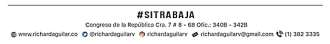 #SITRABAJA
Congreso de la República Cra. 7 # 8 - 68 Ofic.: 340B - 342B
www.richardaguilar.co @richardaguilarv richardaguilarv richardaguilarv@gmail.com (1) 382 3335